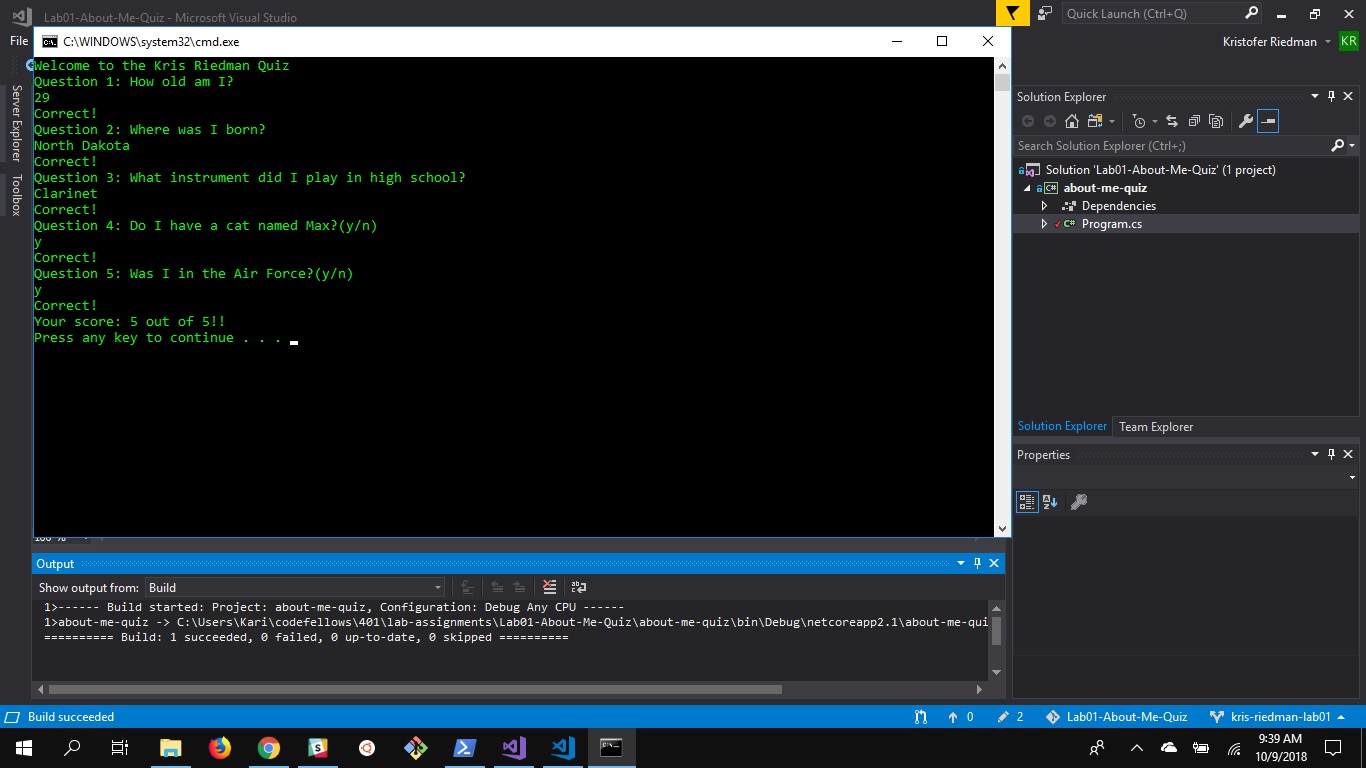 Lab01-About-Me-Quiz - Microsoft Visual Studio
Quick Launch (Ctrl+Q)
File
Kristofer Riedman
KR
C:\WINDOWS\system32\cmd.exe
Welcome to the Kris Riedman Quiz
Question 1: How old am I?
29
Correct!
Question 2: Where was I born?
North Dakota
Correct!
Question 3: What instrument did I play in high school?
Clarinet
Correct!
Question 4: Do I have a cat named Max?(y/n)
y
Correct!
Question 5: Was I in the Air Force?(y/n)
y
Correct!
Your score: 5 out of 5!!
Press any key to continue . . .
Server Explorer
Toolbox
Solution Explorer
Search Solution Explorer (Ctrl+;)
Solution 'Lab01-About-Me-Quiz' (1 project)
about-me-quiz
Dependencies
Program.cs
Solution Explorer
Team Explorer
Properties
Output
Show output from:
Build
1>------ Build started: Project: about-me-quiz, Configuration: Debug Any CPU ------
1>about-me-quiz -> C:\Users\Kari\codefellows\401\lab-assignments\Lab01-About-Me-Quiz\about-me-quiz\bin\Debug\netcoreapp2.1\about-me-qui
========== Build: 1 succeeded, 0 failed, 0 up-to-date, 0 skipped ==========
Build succeeded
0
2
Lab01-About-Me-Quiz
kris-riedman-lab01
9:39 AM
10/9/2018